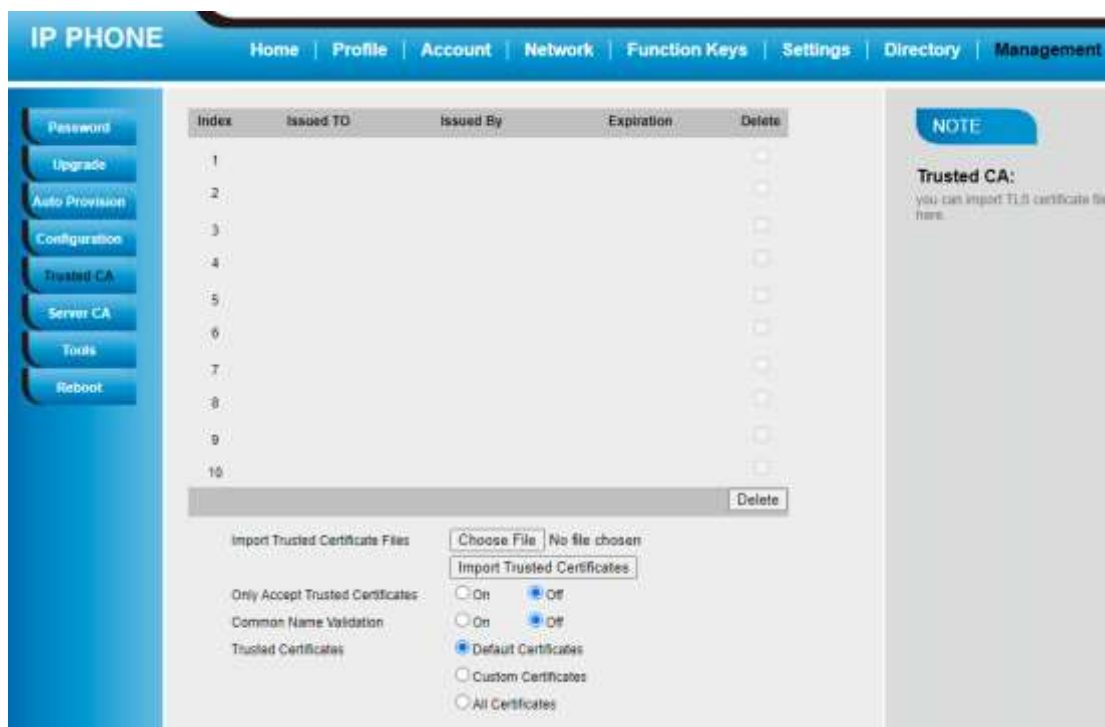 IP PHONE
Home | Profile | Account | Network | Function Keys | Settings | Directory | Management
Password
Upgrade
Auto Provision
Configuration
Trusted CA
Server CA
Tools
Reboot
Index Issued TO Issued By Expiration Delete
1
2
3
4
5
6
7
8
9
10
Delete
Import Trusted Certificate Files Choose File No file chosen
Import Trusted Certificates
Only Accept Trusted Certificates On Off
Common Name Validation On Off
Trusted Certificates Default Certificates
Custom Certificates
All Certificates
NOTE
Trusted CA:
you can import TLS certificate
here.